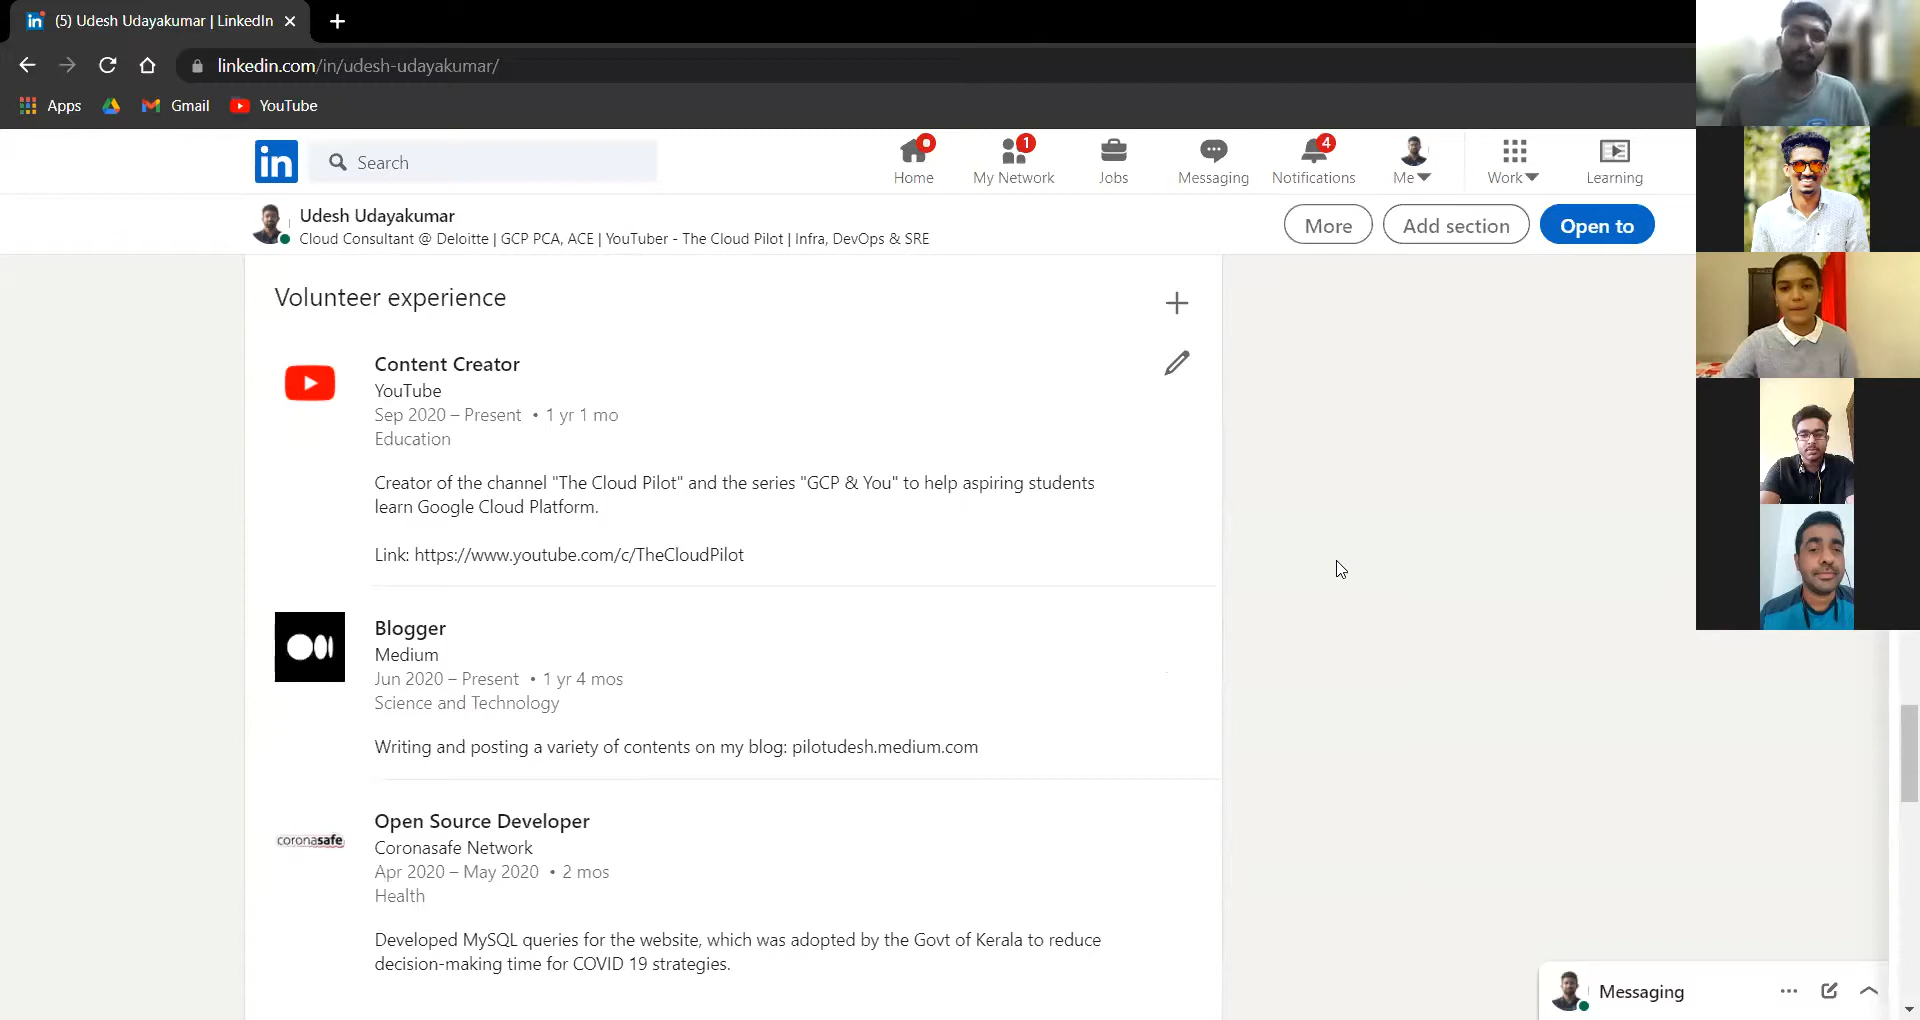 (5) Udesh Udayakumar | LinkedIn
linkedin.com/in/udesh-udayakumar/
Apps
Gmail
YouTube
in
Search
Home
1
My Network
Jobs
Messaging
4
Notifications
Me
Work
Learning
Udesh Udayakumar
Cloud Consultant @ Deloitte | GCP PCA, ACE | YouTuber - The Cloud Pilot | Infra, DevOps & SRE
More
Add section
Open to
Volunteer experience
Content Creator
YouTube
Sep 2020 – Present • 1 yr 1 mo
Education
Creator of the channel "The Cloud Pilot" and the series "GCP & You" to help aspiring students
learn Google Cloud Platform.
Link: https://www.youtube.com/c/TheCloudPilot
Blogger
Medium
Jun 2020 – Present • 1 yr 4 mos
Science and Technology
Writing and posting a variety of contents on my blog: pilotudesh.medium.com
coronasafe
Open Source Developer
Coronasafe Network
Apr 2020 – May 2020 • 2 mos
Health
Developed MySQL queries for the website, which was adopted by the Govt of Kerala to reduce
decision-making time for COVID 19 strategies.
Messaging